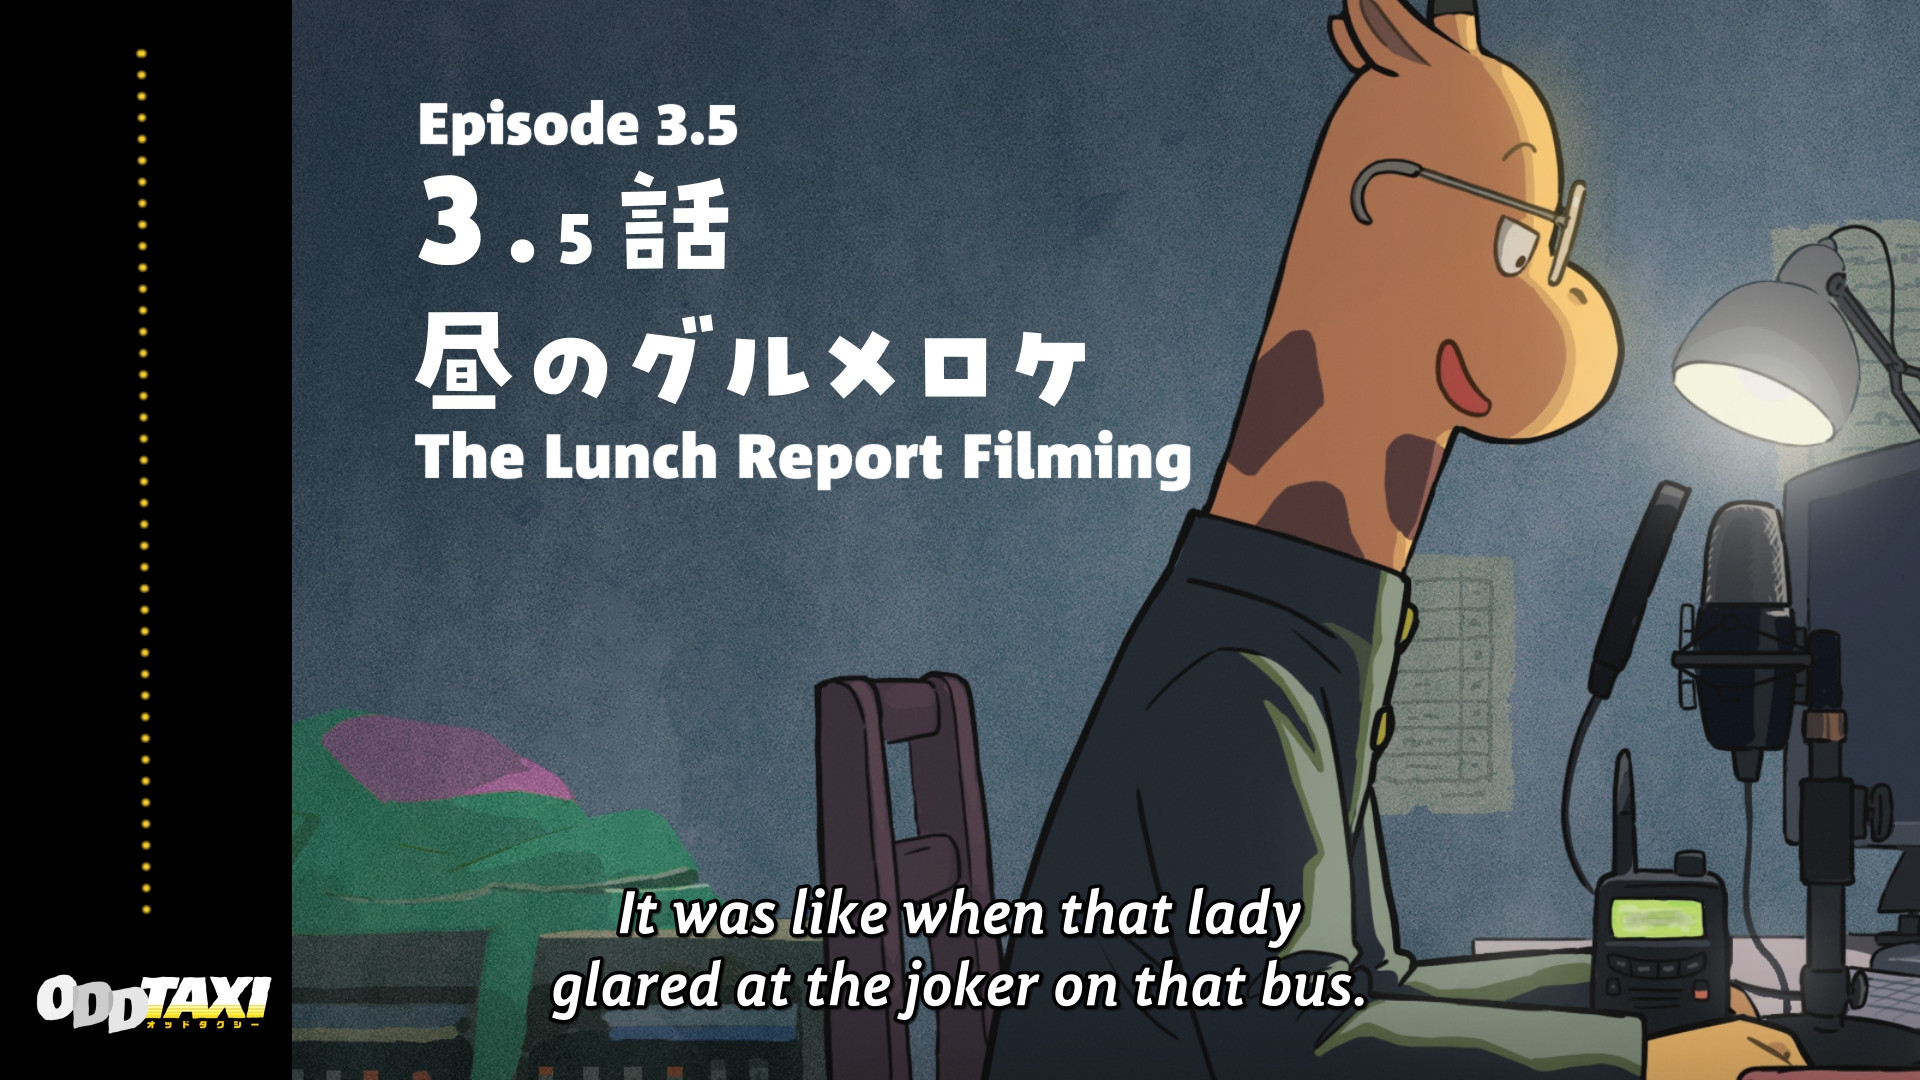 Episode 3.5
3.5話
昼のグルメロケ
The Lunch Report Filming
It was like when that lady
glared at the joker on that bus.
ODDTAXI
オッドタクシー